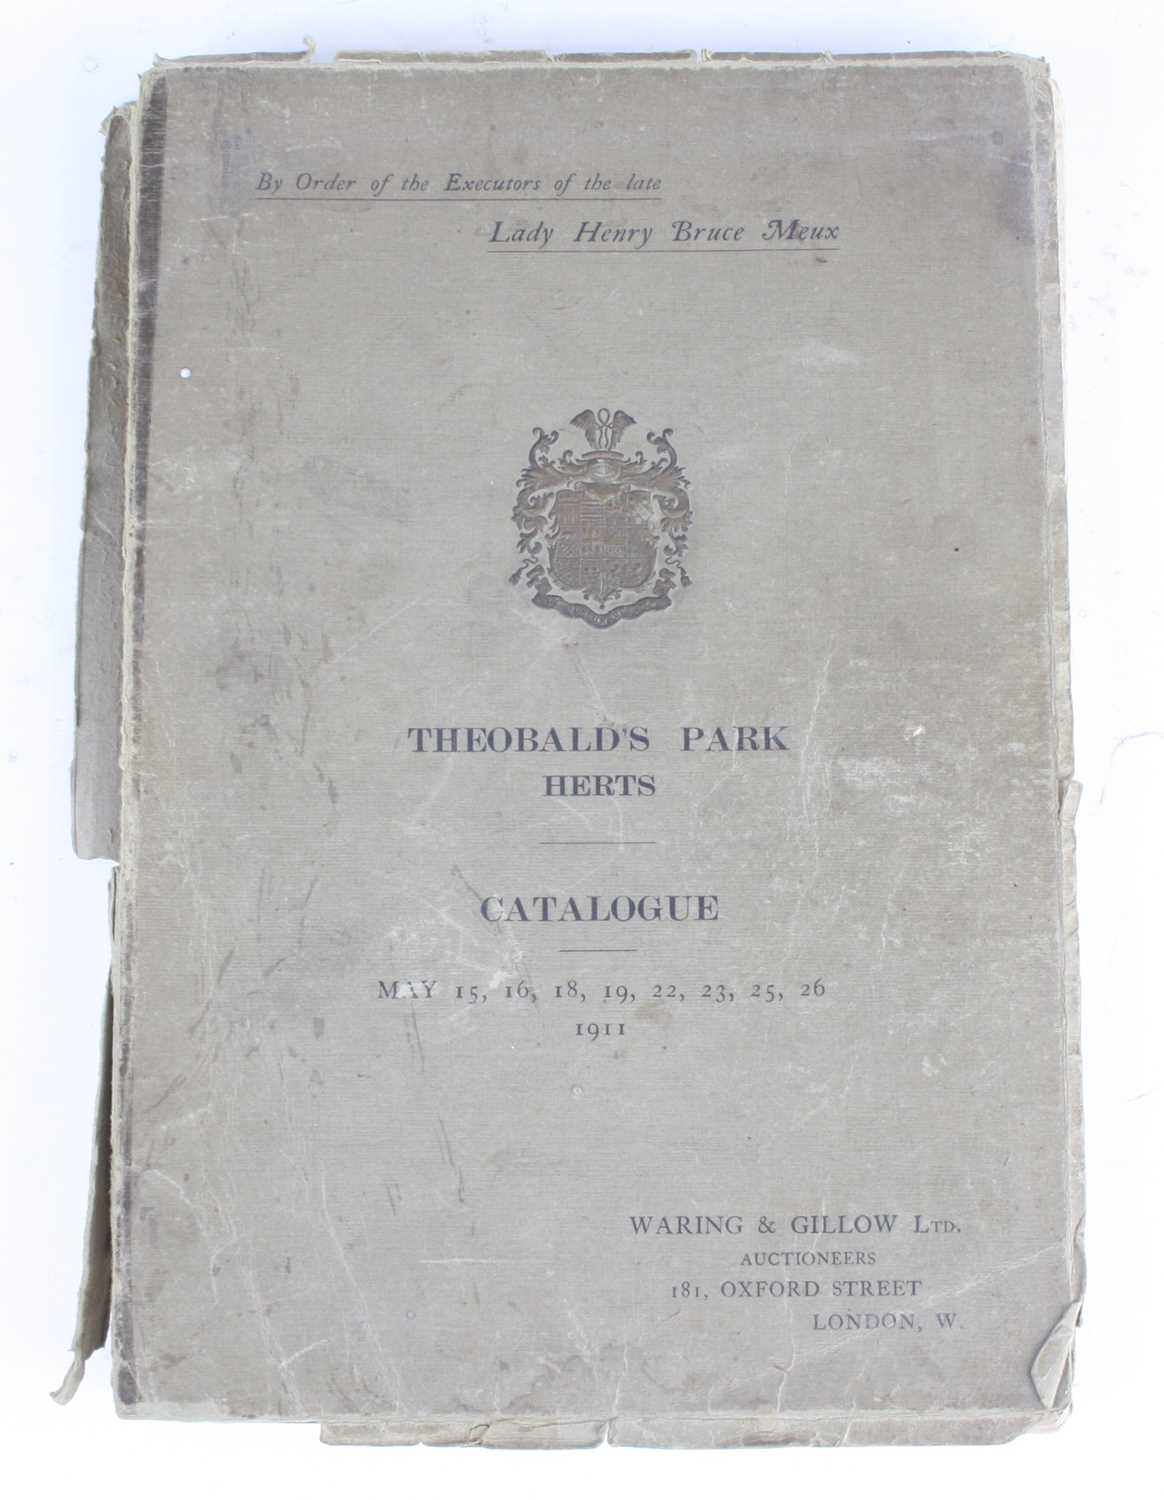 By Order of the Executors of the late
Lady Henry Bruce Meux
THEOBALD'S PARK
HERTS
CATALOGUE
MAY 15, 16, 18, 19, 22, 23, 25, 26
1911
WARING & GILLOW LTD.
AUCTIONEERS
181, OXFORD STREET
LONDON, W.